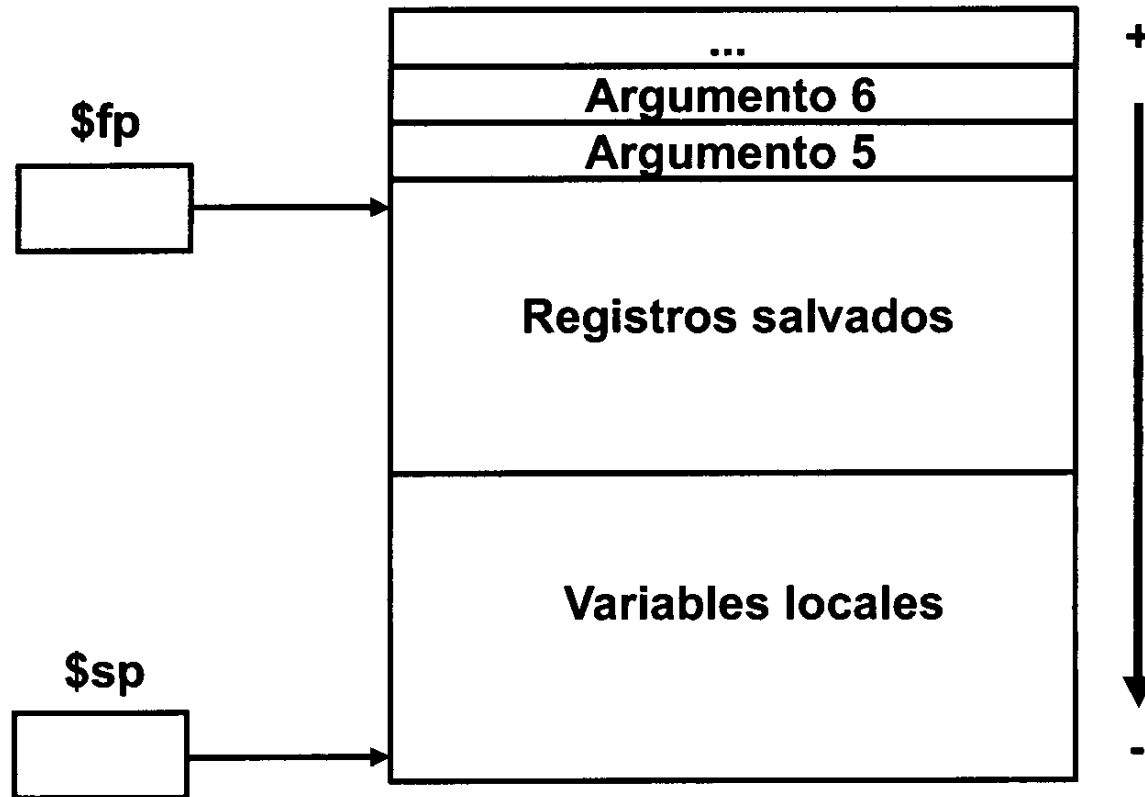 ...
+
Argumento 6
$fp
Argumento 5
Registros salvados
Variables locales
$sp
-